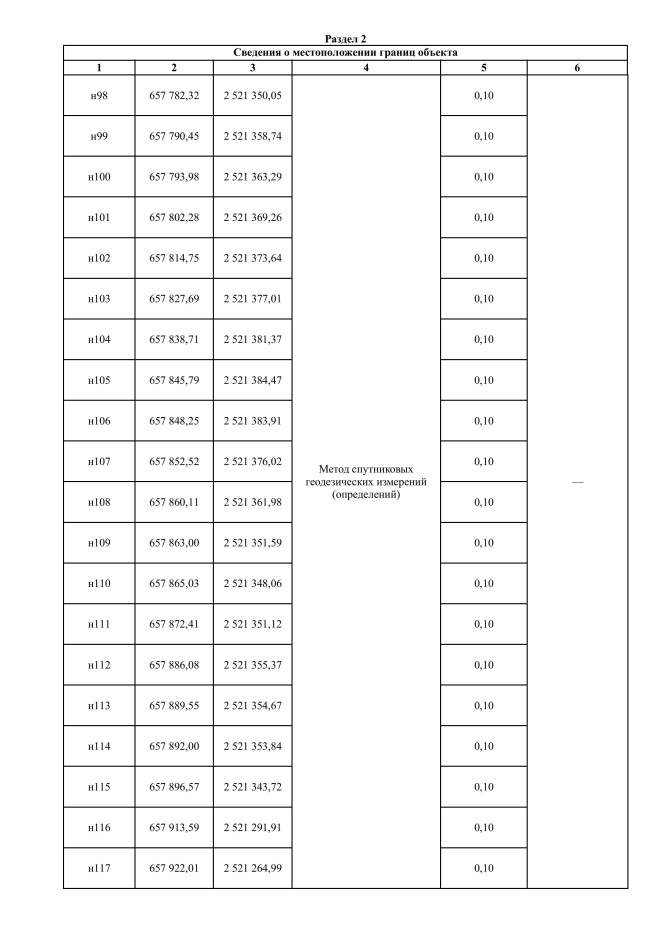 Раздел 2
Сведения о местоположении границ объекта
1 2 3 4 5 6
н98 657 782,32 2 521 350,05 0,10
н99 657 790,45 2 521 358,74 0,10
н100 657 793,98 2 521 363,29 0,10
н101 657 802,28 2 521 369,26 0,10
н102 657 814,75 2 521 373,64 0,10
н103 657 827,69 2 521 377,01 0,10
н104 657 838,71 2 521 381,37 0,10
н105 657 845,79 2 521 384,47 0,10
н106 657 848,25 2 521 383,91 0,10
н107 657 852,52 2 521 376,02 0,10
Метод спутниковых
геодезических измерений
(определений)
—
н108 657 860,11 2 521 361,98 0,10
н109 657 863,00 2 521 351,59 0,10
н110 657 865,03 2 521 348,06 0,10
н111 657 872,41 2 521 351,12 0,10
н112 657 886,08 2 521 355,37 0,10
н113 657 889,55 2 521 354,67 0,10
н114 657 892,00 2 521 353,84 0,10
н115 657 896,57 2 521 343,72 0,10
н116 657 913,59 2 521 291,91 0,10
н117 657 922,01 2 521 264,99 0,10